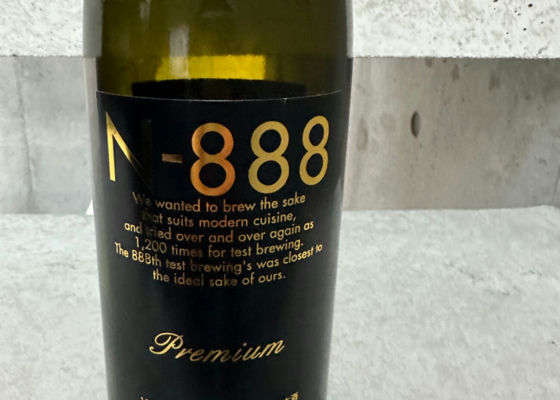 N-888
We wanted to brew the sake
that suits modern cuisine,
and tried over and over again as
1,200 times for test brewing.
The 888th test brewing's was closest to
the ideal sake of ours.
Premium